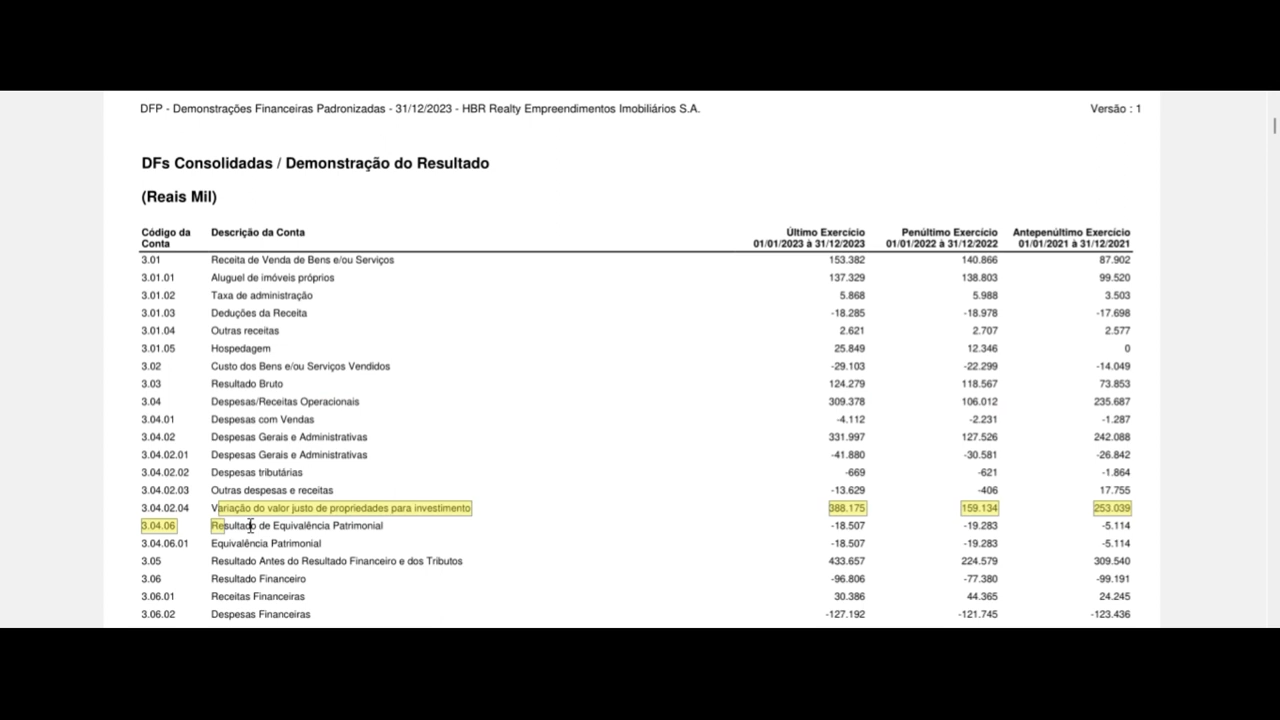 DFP - Demonstrações Financeiras Padronizadas - 31/12/2023 - HBR Realty Empreendimentos Imobiliários S.A. Versão : 1
DFs Consolidadas / Demonstração do Resultado
(Reais Mil)
Código da Conta Descrição da Conta Último Exercício 01/01/2023 à 31/12/2023 Penúltimo Exercício 01/01/2022 à 31/12/2022 Antepenúltimo Exercício 01/01/2021 à 31/12/2021
3.01 Receita de Venda de Bens e/ou Serviços 153.382 140.866 87.902
3.01.01 Aluguel de imóveis próprios 137.329 138.803 99.520
3.01.02 Taxa de administração 5.868 5.988 3.503
3.01.03 Deduções da Receita -18.285 -18.978 -17.698
3.01.04 Outras receitas 2.621 2.707 2.577
3.01.05 Hospedagem 25.849 12.346 0
3.02 Custo dos Bens e/ou Serviços Vendidos -29.103 -22.299 -14.049
3.03 Resultado Bruto 124.279 118.567 73.853
3.04 Despesas/Receitas Operacionais 309.378 106.012 235.687
3.04.01 Despesas com Vendas -4.112 -2.231 -1.287
3.04.02 Despesas Gerais e Administrativas 331.997 127.526 242.088
3.04.02.01 Despesas Gerais e Administrativas -41.880 -30.581 -26.842
3.04.02.02 Despesas tributárias -669 -621 -1.864
3.04.02.03 Outras despesas e receitas -13.629 -406 17.755
3.04.02.04 Variação do valor justo de propriedades para investimento 388.175 159.134 253.039
3.04.06 Resultado de Equivalência Patrimonial -18.507 -19.283 -5.114
3.04.06.01 Equivalência Patrimonial -18.507 -19.283 -5.114
3.05 Resultado Antes do Resultado Financeiro e dos Tributos 433.657 224.579 309.540
3.06 Resultado Financeiro -96.806 -77.380 -99.191
3.06.01 Receitas Financeiras 30.386 44.365 24.245
3.06.02 Despesas Financeiras -127.192 -121.745 -123.436